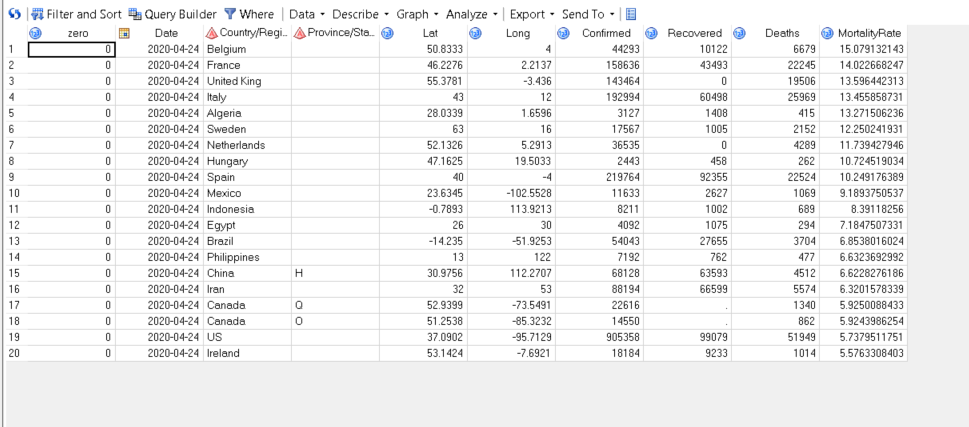 Filter and Sort Query Builder Where Data Describe Graph Analyze Export Send To
zero Date Country/Regi... Province/Sta... Lat Long Confirmed Recovered Deaths MortalityRate
1 0 2020-04-24 Belgium 50.8333 4 44293 10122 6679 15.079132143
2 0 2020-04-24 France 46.2276 2.2137 158636 43493 22245 14.022668247
3 0 2020-04-24 United King 55.3781 -3.436 143464 0 19506 13.596442313
4 0 2020-04-24 Italy 43 12 192994 60498 25969 13.455858731
5 0 2020-04-24 Algeria 28.0339 1.6596 3127 1408 415 13.271506236
6 0 2020-04-24 Sweden 63 16 17567 1005 2152 12.250241931
7 0 2020-04-24 Netherlands 52.1326 5.2913 36535 0 4289 11.739427946
8 0 2020-04-24 Hungary 47.1625 19.5033 2443 458 262 10.724519034
9 0 2020-04-24 Spain 40 -4 219764 92355 22524 10.249176389
10 0 2020-04-24 Mexico 23.6345 -102.5528 11633 2627 1069 9.1893750537
11 0 2020-04-24 Indonesia -0.7893 113.9213 8211 1002 689 8.39118256
12 0 2020-04-24 Egypt 26 30 4092 1075 294 7.1847507331
13 0 2020-04-24 Brazil -14.235 -51.9253 54043 27655 3704 6.8538016024
14 0 2020-04-24 Philippines 13 122 7192 762 477 6.6323692992
15 0 2020-04-24 China H 30.9756 112.2707 68128 63593 4512 6.6228276186
16 0 2020-04-24 Iran 32 53 88194 66599 5574 6.3201578339
17 0 2020-04-24 Canada Q 52.9399 -73.5491 22616 . 1340 5.9250088433
18 0 2020-04-24 Canada O 51.2538 -85.3232 14550 . 862 5.9243986254
19 0 2020-04-24 US 37.0902 -95.7129 905358 99079 51949 5.7379511751
20 0 2020-04-24 Ireland 53.1424 -7.6921 18184 9233 1014 5.5763308403